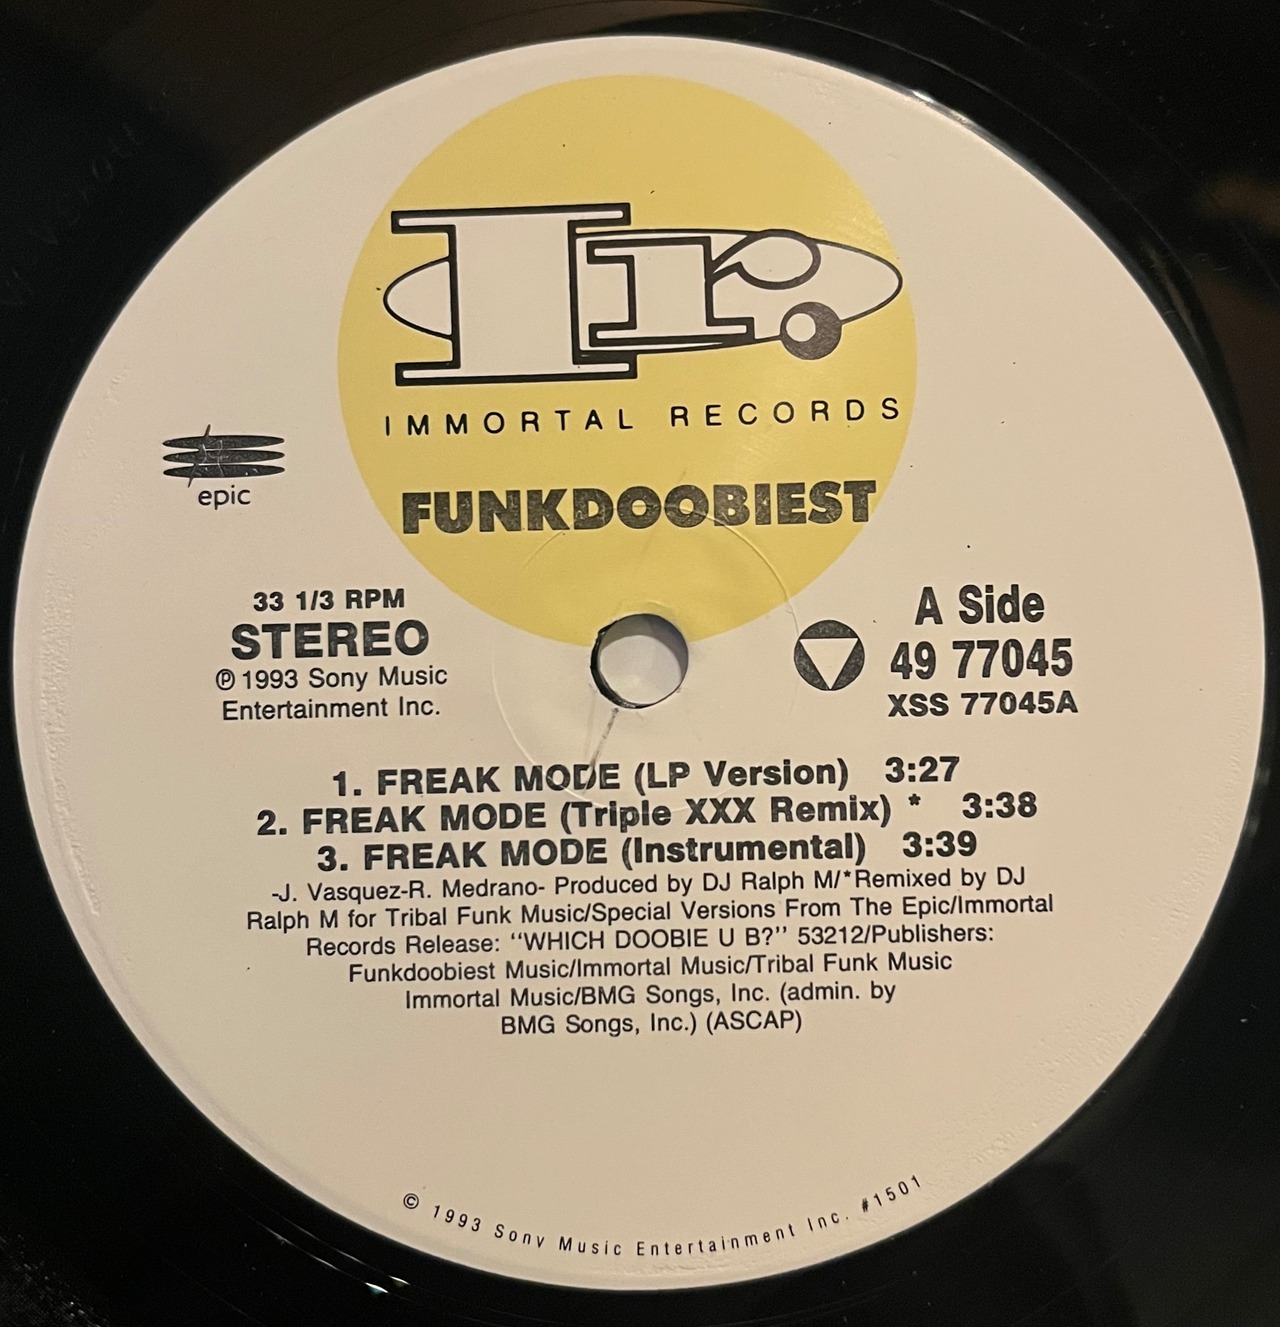 Ir.
IMMORTAL RECORDS
epic
FUNKDOOBIEST
33 1/3 RPM
STEREO
℗ 1993 Sony Music
Entertainment Inc.
A Side
49 77045
XSS 77045A
1. FREAK MODE (LP Version) 3:27
2. FREAK MODE (Triple XXX Remix) * 3:38
3. FREAK MODE (Instrumental) 3:39
-J. Vasquez-R. Medrano- Produced by DJ Ralph M/*Remixed by DJ
Ralph M for Tribal Funk Music/Special Versions From The Epic/Immortal
Records Release: “WHICH DOOBIE U B?” 53212/Publishers:
Funkdoobiest Music/Immortal Music/Tribal Funk Music
Immortal Music/BMG Songs, Inc. (admin. by
BMG Songs, Inc.) (ASCAP)
© 1993 Sony Music Entertainment Inc. #1501